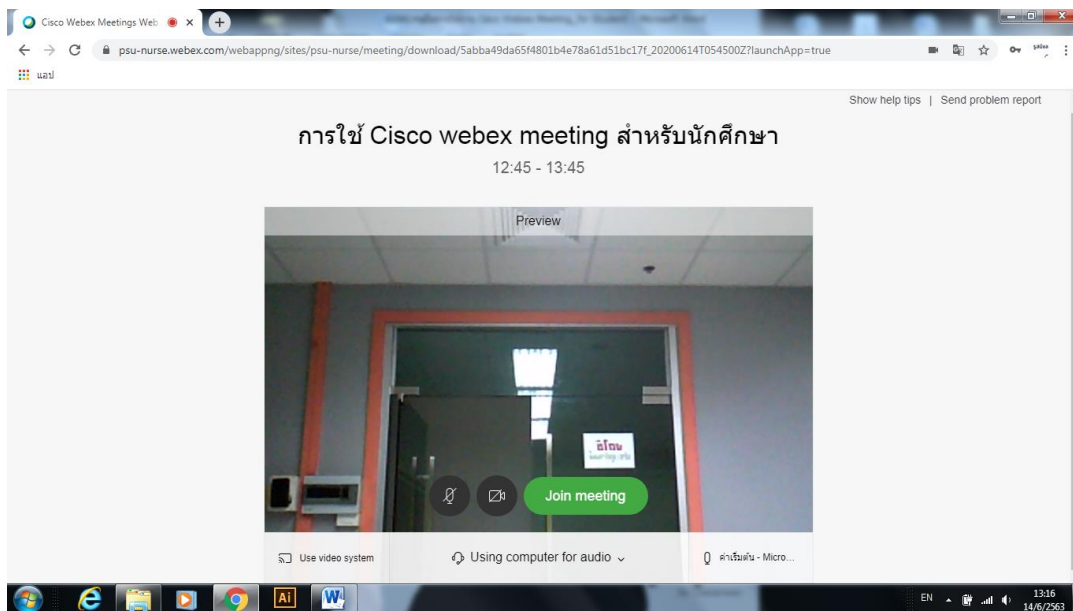 Cisco Webex Meetings Web
psu-nurse.webex.com/webappng/sites/psu-nurse/meeting/download/5abba49da65f4801b4e78a61d51bc17f_20200614T054500Z?launchApp=true
แอป
Show help tips | Send problem report
การใช้ Cisco webex meeting สำหรับนักศึกษา
12:45 - 13:45
Preview
Join meeting
Use video system
Using computer for audio
ค่าเริ่มต้น - Micro...
Ai
W
EN
13:16
14/6/2563